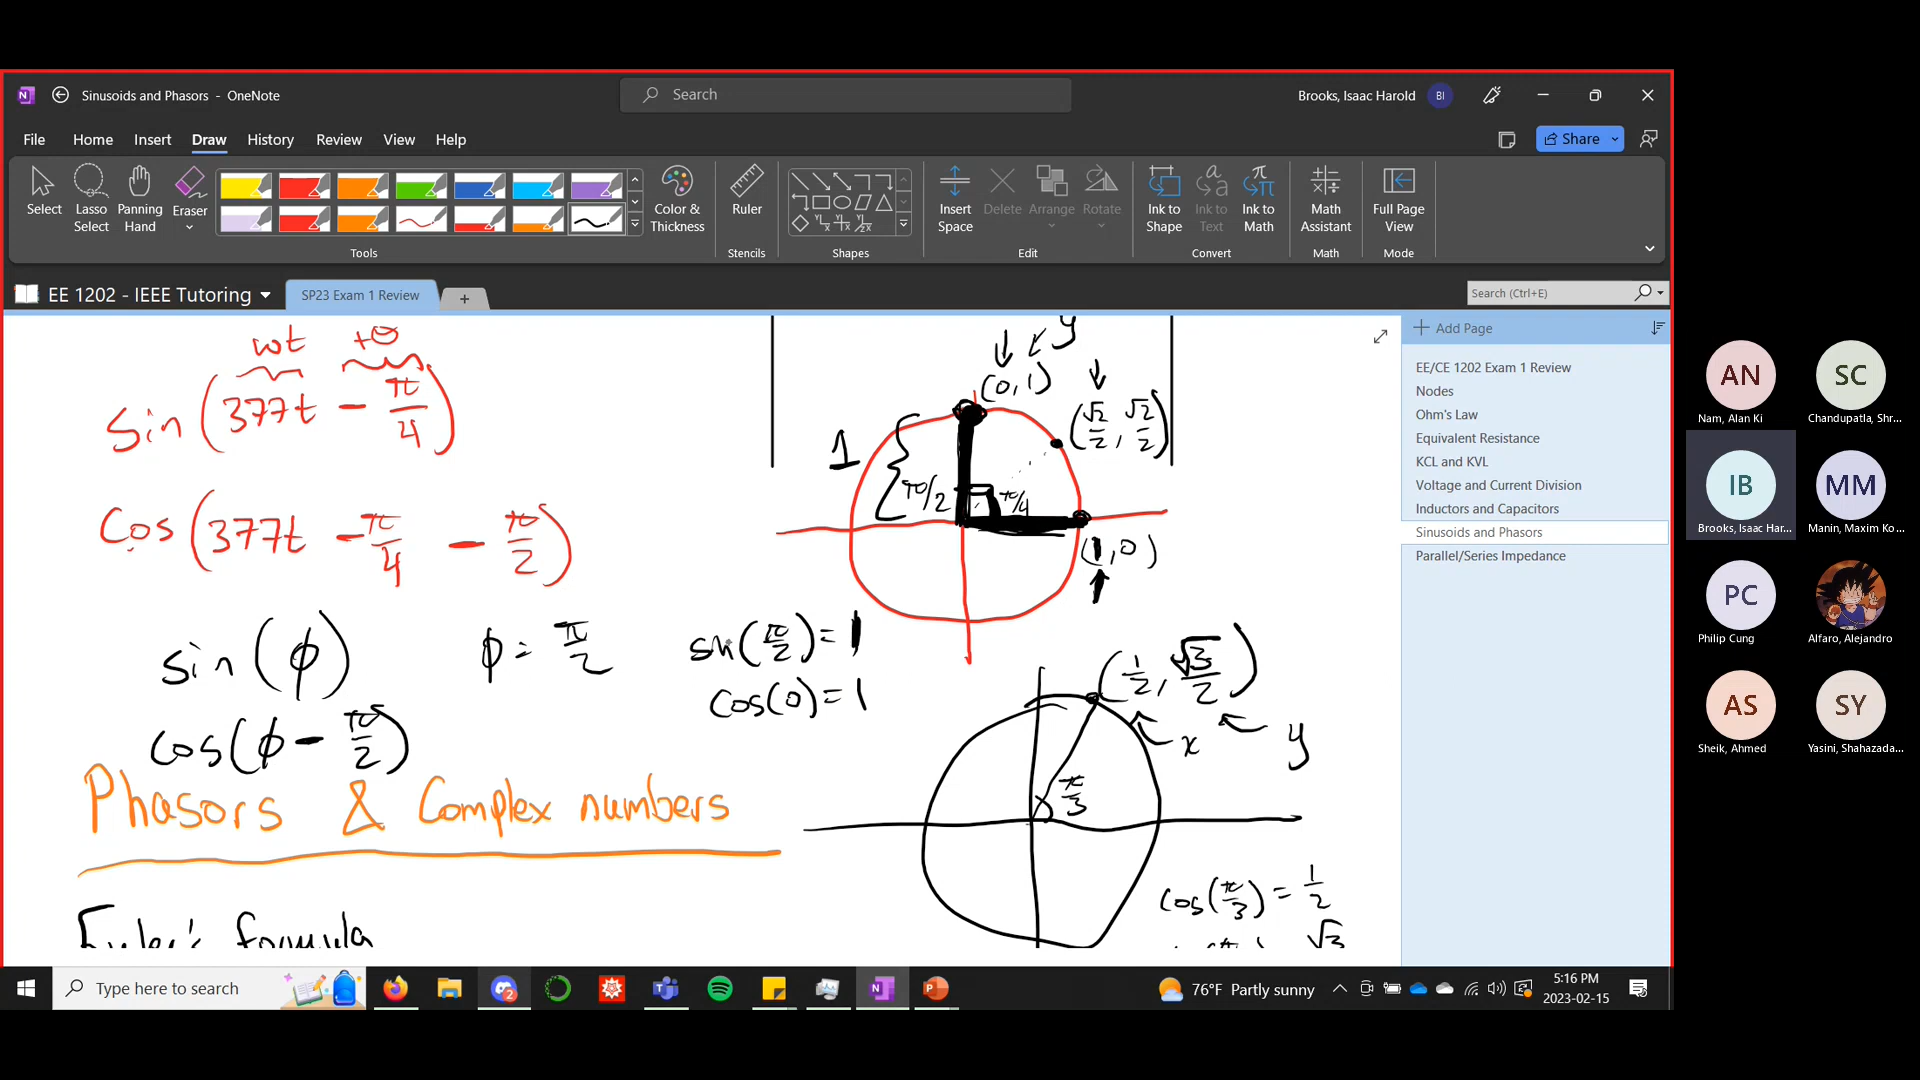 Sinusoids and Phasors - OneNote
Search
Brooks, Isaac Harold
BI
File Home Insert Draw History Review View Help
Share
Select
Lasso Select
Panning Hand
Eraser
Color & Thickness
Ruler
Insert Space
Delete
Arrange
Rotate
Ink to Shape
Ink to Text
Ink to Math
Math Assistant
Full Page View
Tools
Stencils
Shapes
Edit
Convert
Math
Mode
EE 1202 - IEEE Tutoring
SP23 Exam 1 Review
+
Search (Ctrl+E)
Add Page
EE/CE 1202 Exam 1 Review
Nodes
Ohm's Law
Equivalent Resistance
KCL and KVL
Voltage and Current Division
Inductors and Capacitors
Sinusoids and Phasors
Parallel/Series Impedance
wt +θ
sin(377t - π/4)
cos(377t - π/4 - π/2)
sin(φ) φ = π/2
cos(φ - π/2)
sin(π/2) = 1
cos(0) = 1
y
(0,1)
(√2/2, √2/2)
1
π/2
π/4
(1,0)
(1/2, √3/2)
x
y
π/3
cos(π/3) = 1/2
√3
Phasors & Complex numbers
Euler's formula
AN
Nam, Alan Ki
SC
Chandupatla, Shr...
IB
Brooks, Isaac Har...
MM
Manin, Maxim Ko...
PC
Philip Cung
Alfaro, Alejandro
AS
Sheik, Ahmed
SY
Yasini, Shahazada...
Type here to search
76°F Partly sunny
5:16 PM
2023-02-15